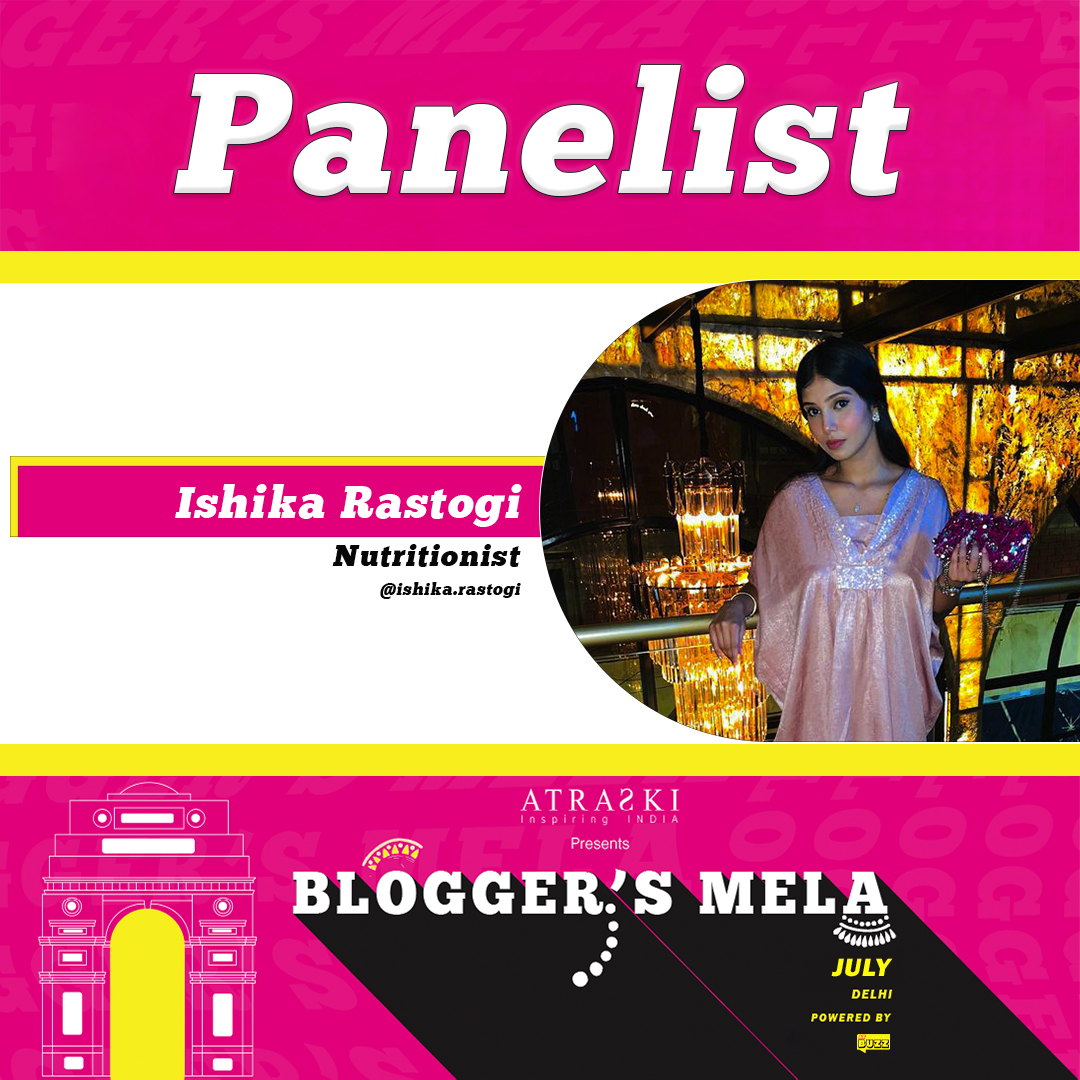 Panelist
Ishika Rastogi
Nutritionist
@ishika.rastogi
ATRASKI
Inspiring INDIA
Presents
BLOGGER'S MELA
JULY
DELHI
POWERED BY
BUZZ